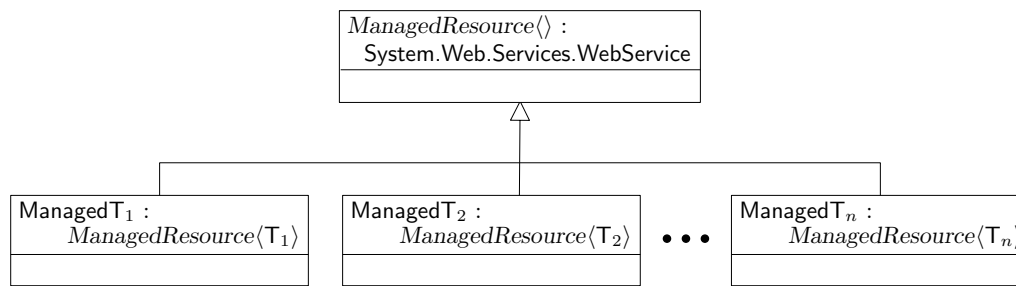 ManagedResource⟨⟩ :
System.Web.Services.WebService
ManagedT₁ :
ManagedResource⟨T₁⟩
ManagedT₂ :
ManagedResource⟨T₂⟩
•••
ManagedTₙ :
ManagedResource⟨Tₙ⟩